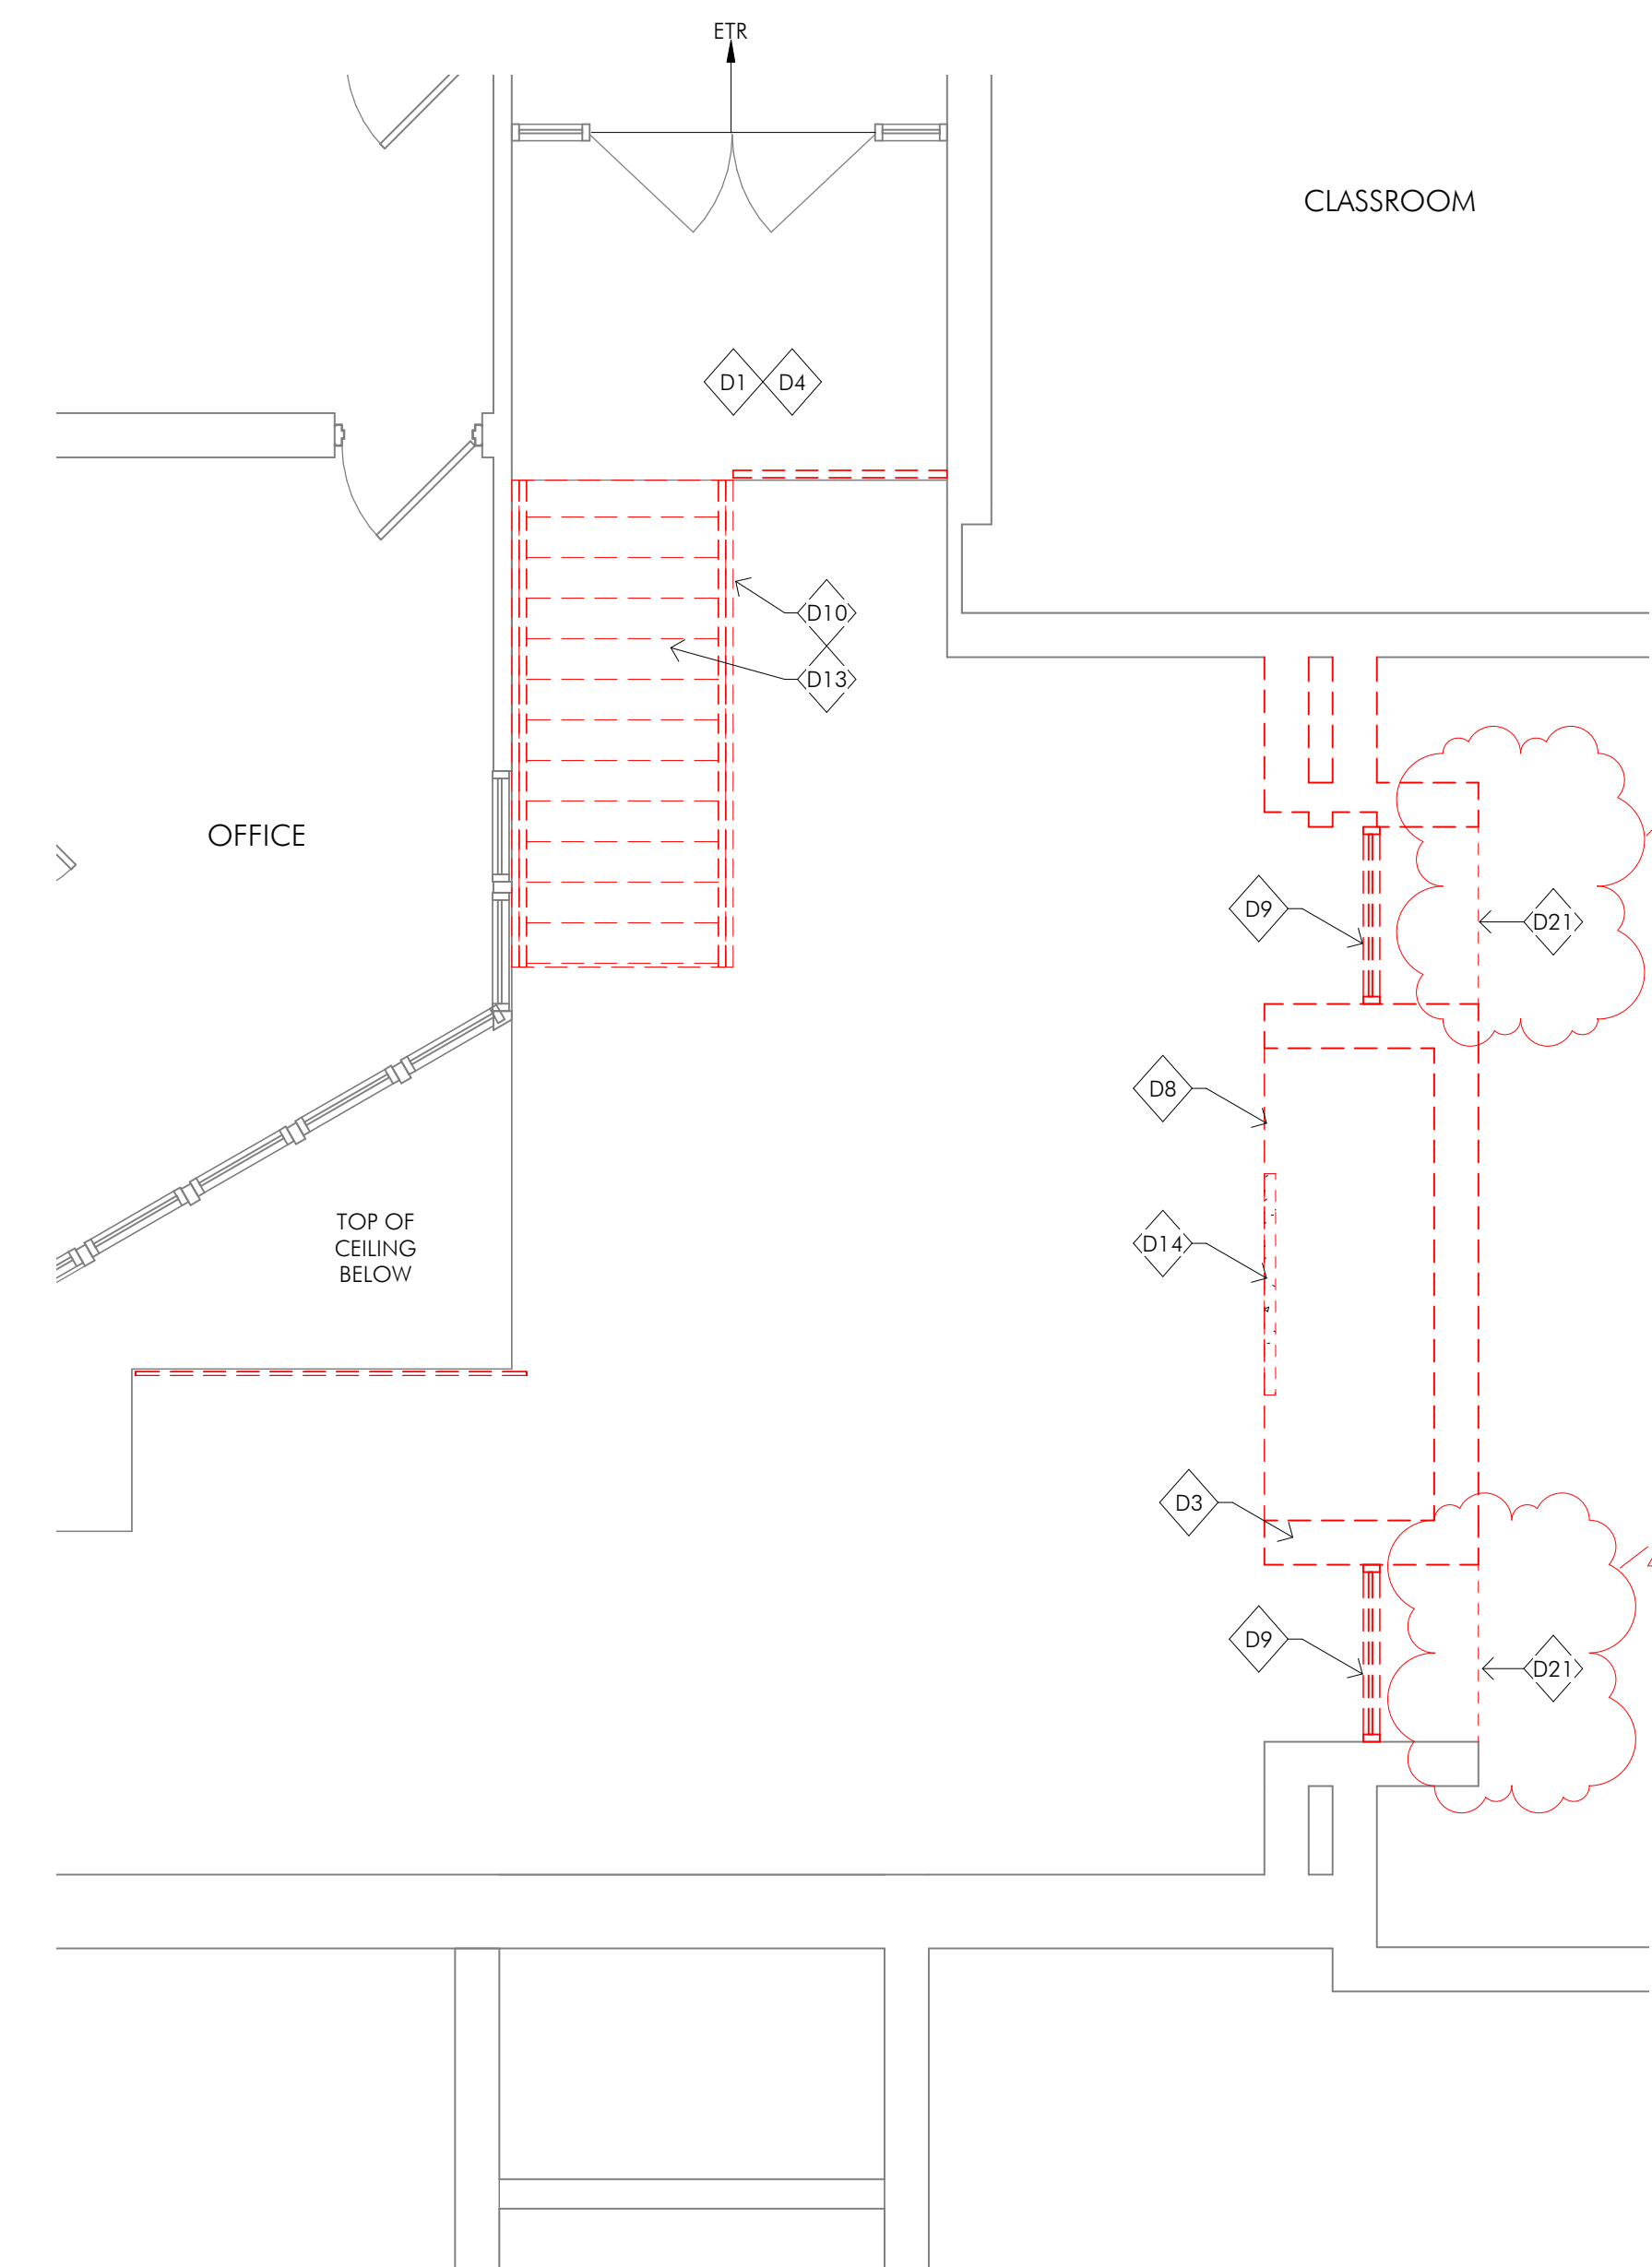 ETR
CLASSROOM
D1 D4
D10
D13
OFFICE
D9
D21
D8
TOP OF
CEILING
BELOW
D14
D3
D9
D21